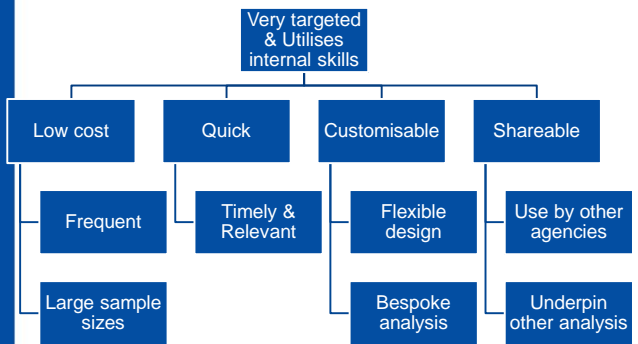 Very targeted
& Utilises
internal skills
Low cost
Quick
Customisable
Shareable
Frequent
Timely &
Relevant
Flexible
design
Use by other
agencies
Large sample
sizes
Bespoke
analysis
Underpin
other analysis